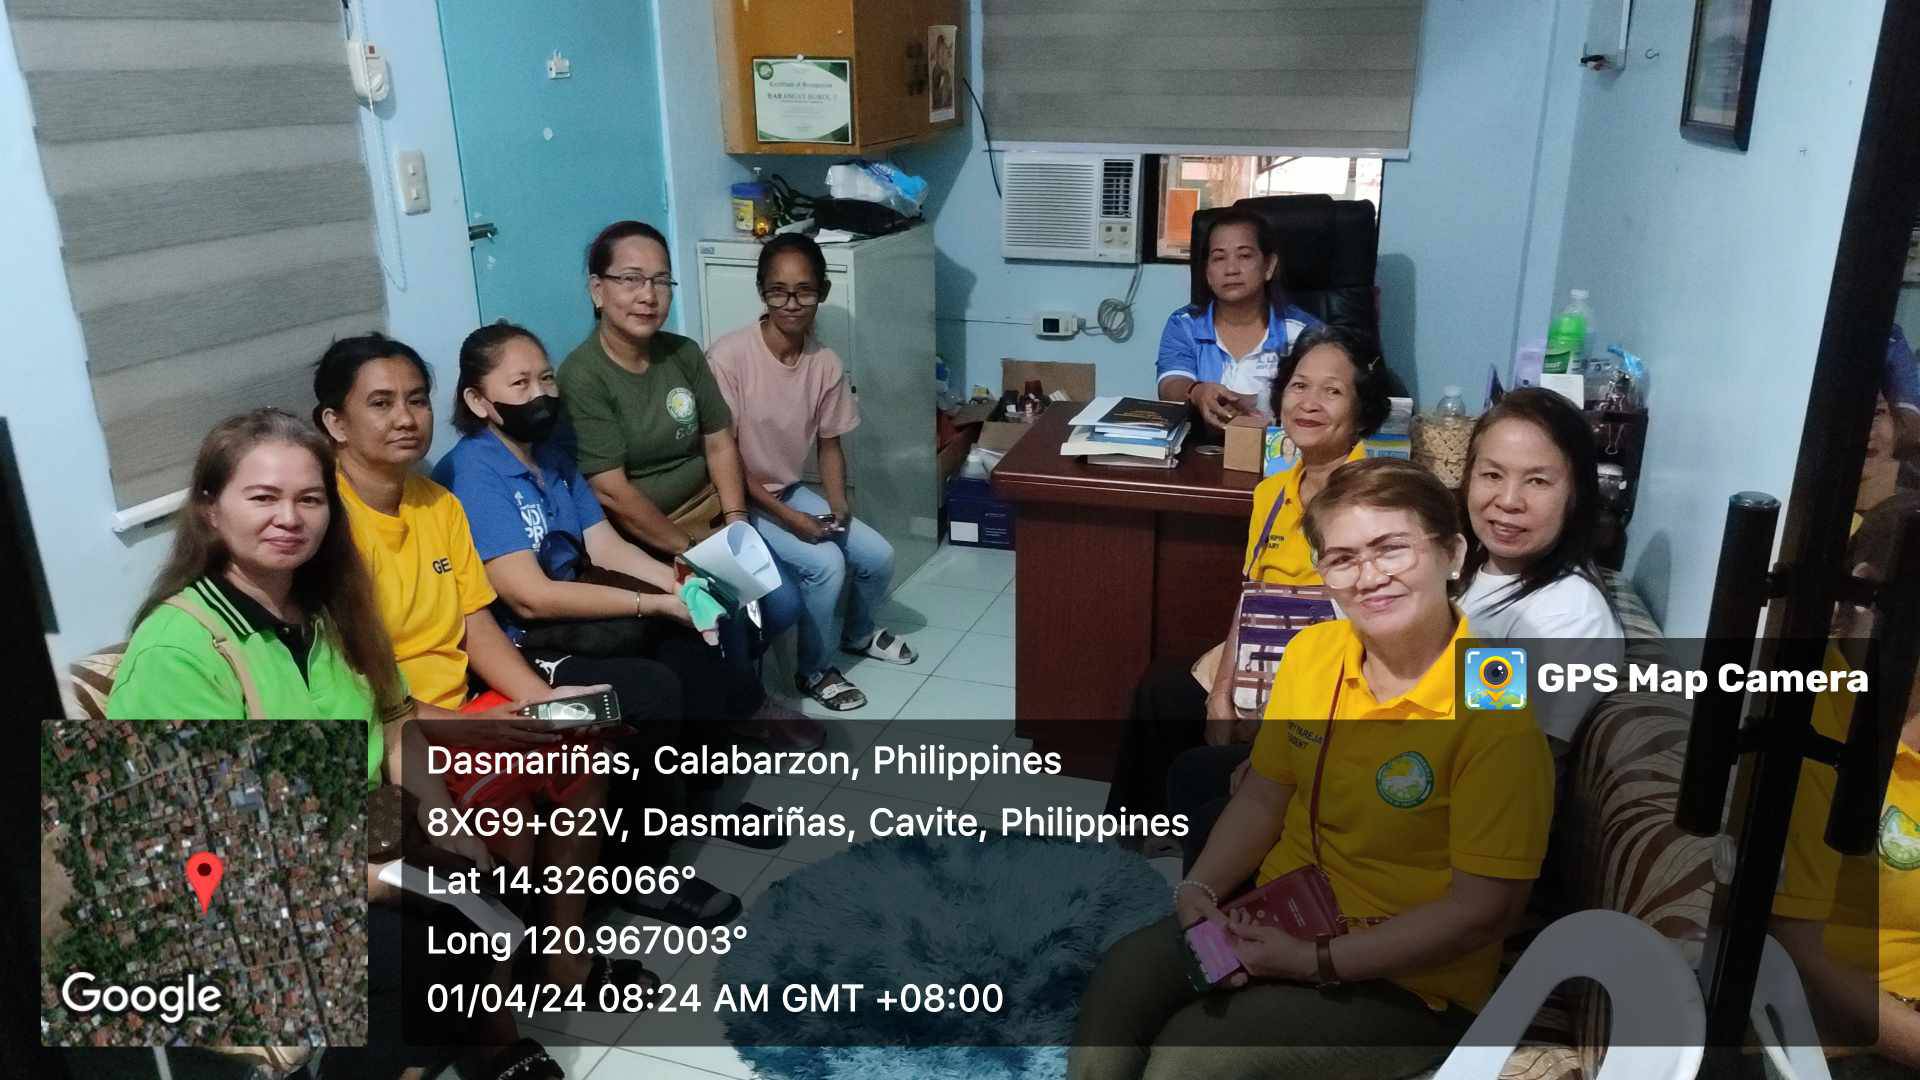 Certificate of Recognition
BARANGAY BUROL I
GPS Map Camera
Dasmariñas, Calabarzon, Philippines
8XG9+G2V, Dasmariñas, Cavite, Philippines
Lat 14.326066°
Long 120.967003°
01/04/24 08:24 AM GMT +08:00
Google